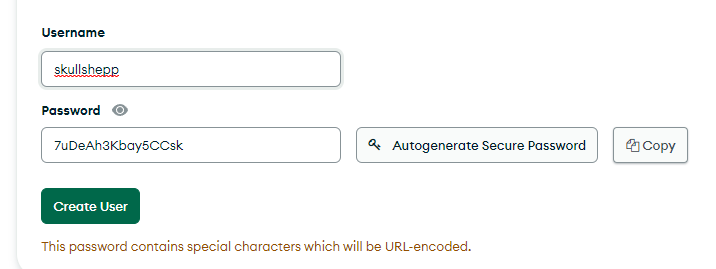 Username
skullshepp
Password
7uDeAh3Kbay5CCsk
Autogenerate Secure Password
Copy
Create User
This password contains special characters which will be URL-encoded.